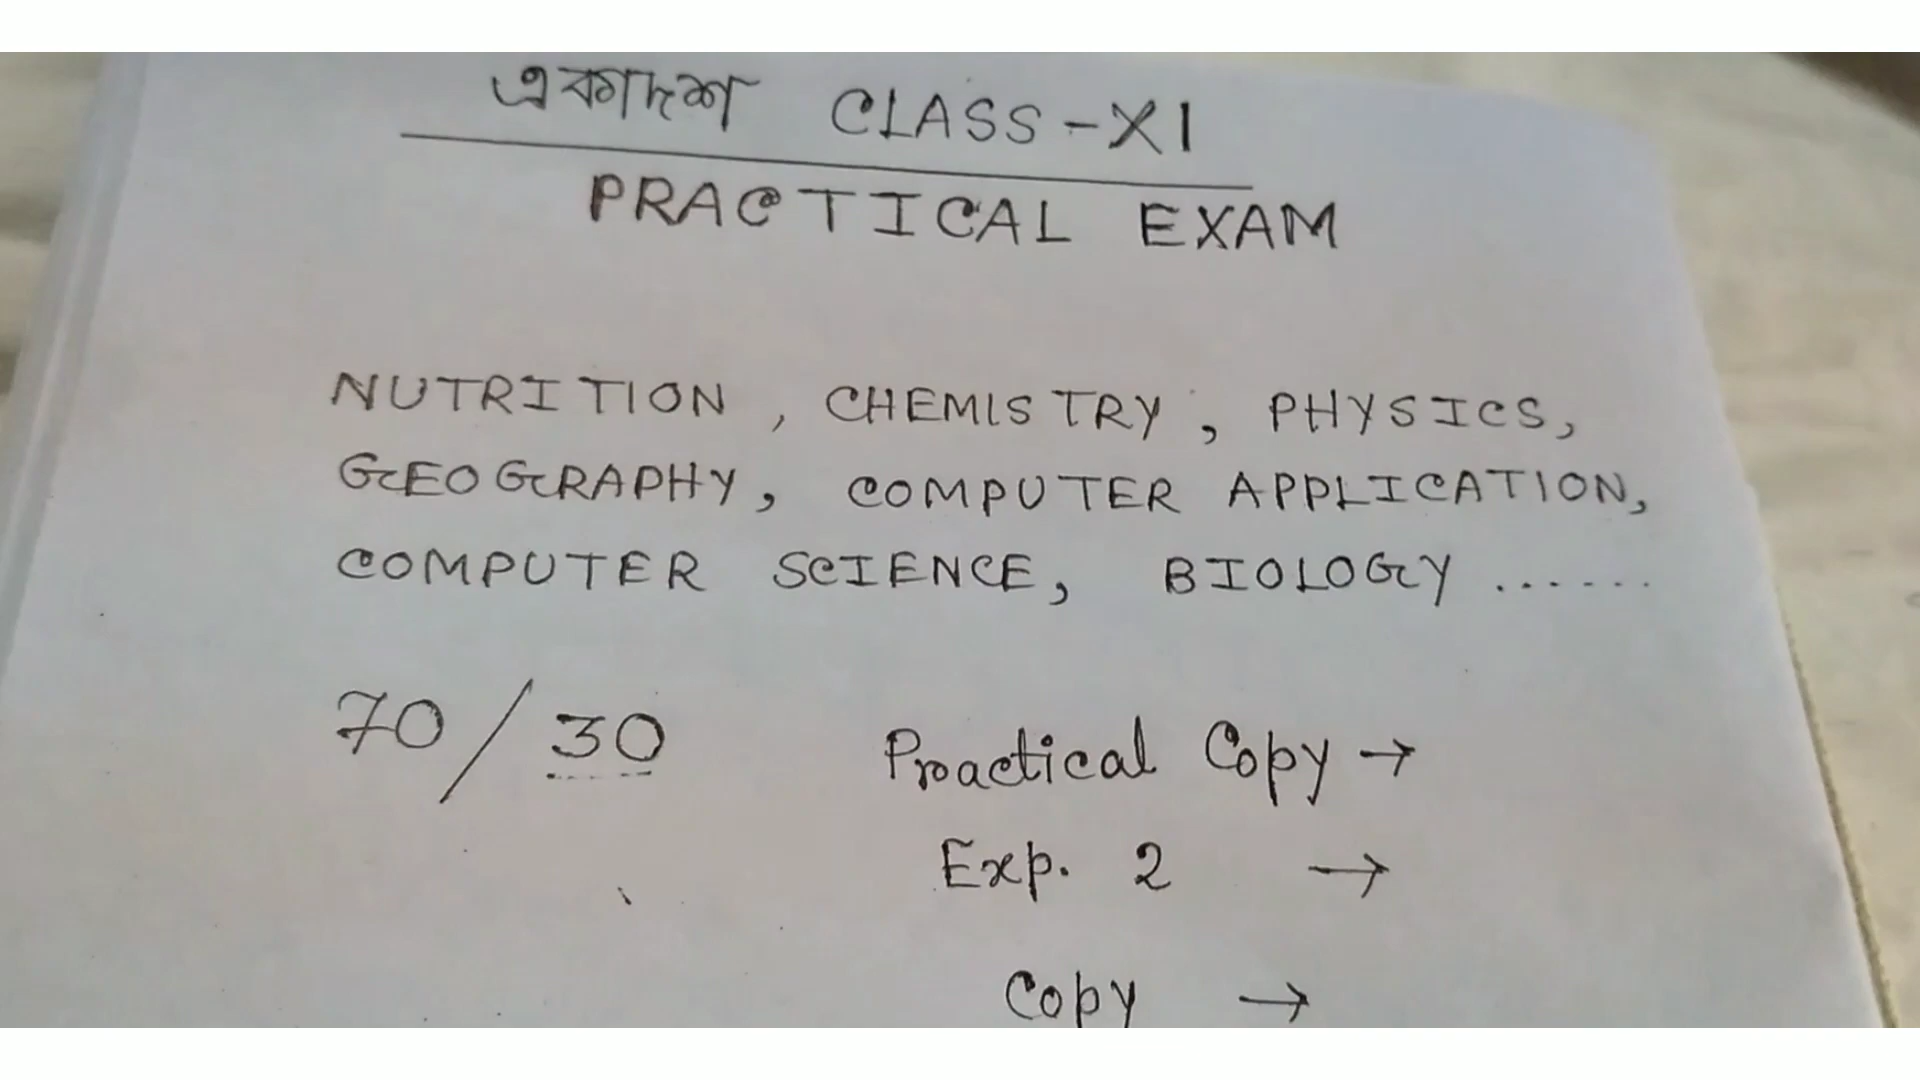 একাদশ CLASS-XI
PRACTICAL EXAM
NUTRITION, CHEMISTRY, PHYSICS,
GEOGRAPHY, COMPUTER APPLICATION,
COMPUTER SCIENCE, BIOLOGY ......
70/30 Practical Copy →
Exp. 2 →
Copy →